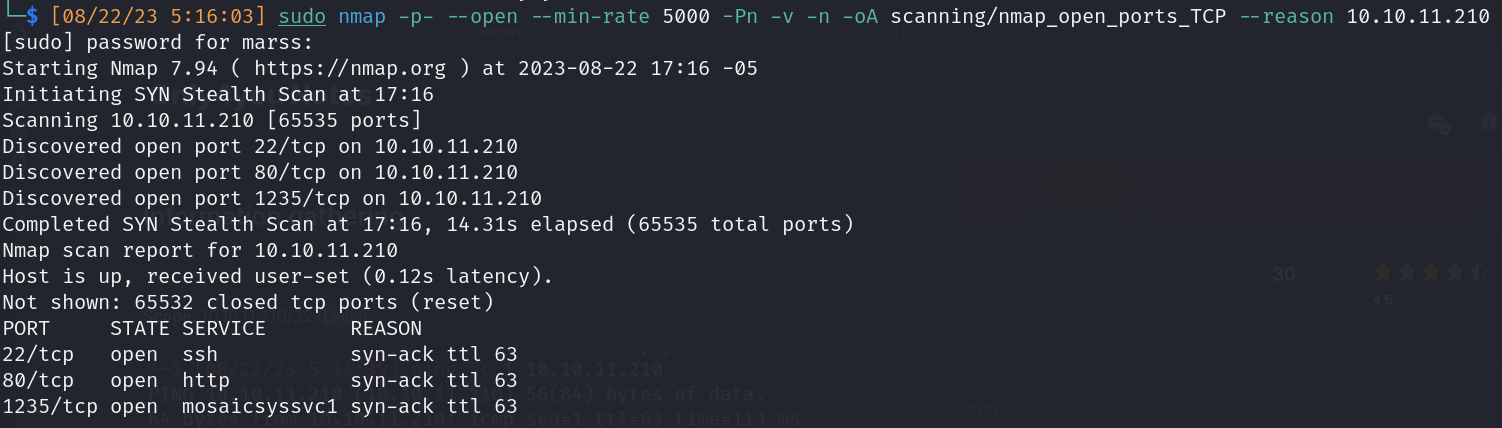 └─$ [08/22/23 5:16:03] sudo nmap -p- --open --min-rate 5000 -Pn -v -n -oA scanning/nmap_open_ports_TCP --reason 10.10.11.210
[sudo] password for marss:
Starting Nmap 7.94 ( https://nmap.org ) at 2023-08-22 17:16 -05
Initiating SYN Stealth Scan at 17:16
Scanning 10.10.11.210 [65535 ports]
Discovered open port 22/tcp on 10.10.11.210
Discovered open port 80/tcp on 10.10.11.210
Discovered open port 1235/tcp on 10.10.11.210
Completed SYN Stealth Scan at 17:16, 14.31s elapsed (65535 total ports)
Nmap scan report for 10.10.11.210
Host is up, received user-set (0.12s latency).
Not shown: 65532 closed tcp ports (reset)
PORT     STATE SERVICE       REASON
22/tcp   open  ssh           syn-ack ttl 63
80/tcp   open  http          syn-ack ttl 63
1235/tcp open  mosaicsyssvc1 syn-ack ttl 63
30
4.5